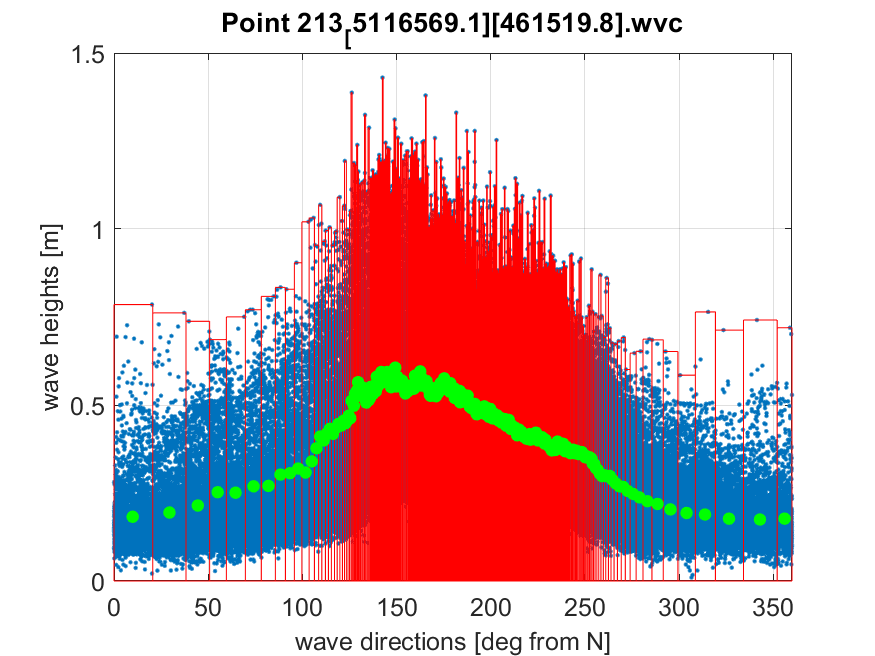 Point 213[5116569.1][461519.8].wvc
1.5
1
0.5
0
0 50 100 150 200 250 300 350
wave heights [m]
wave directions [deg from N]